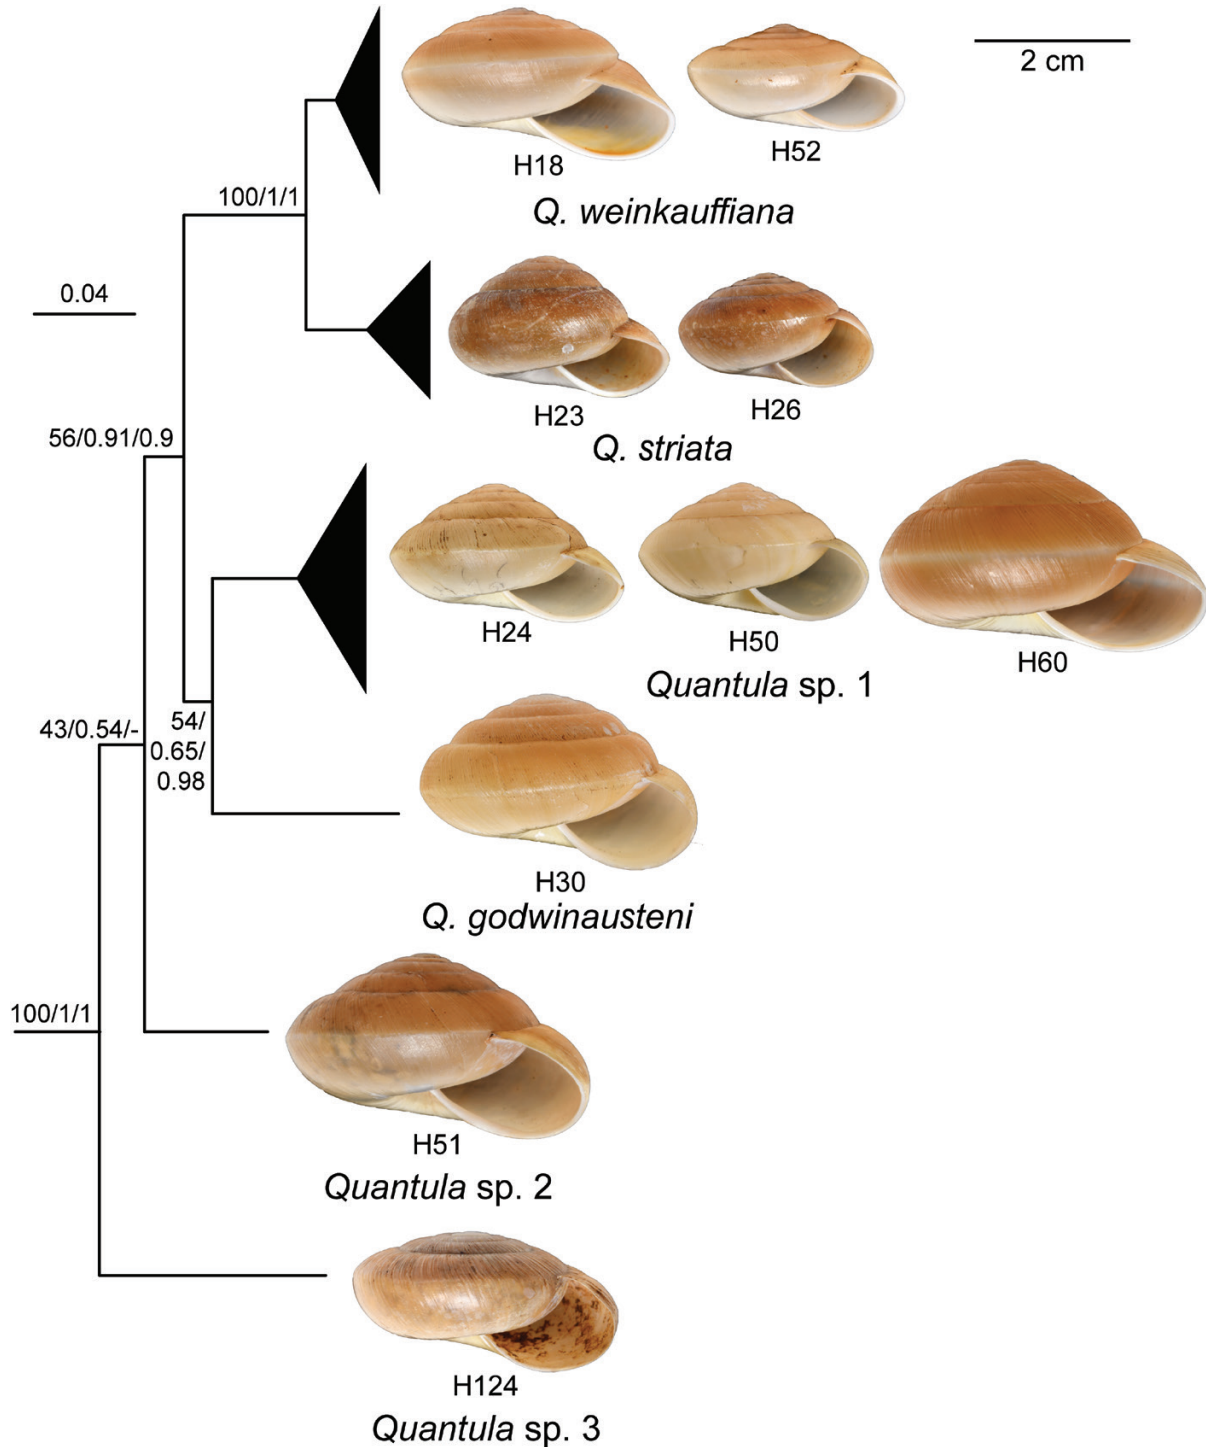 2 cm
H18
H52
Q. weinkauffiana
100/1/1
0.04
H23
H26
Q. striata
56/0.91/0.9
H24
H50
H60
Quantula sp. 1
43/0.54/-
54/
0.65/
0.98
H30
Q. godwinausteni
100/1/1
H51
Quantula sp. 2
H124
Quantula sp. 3